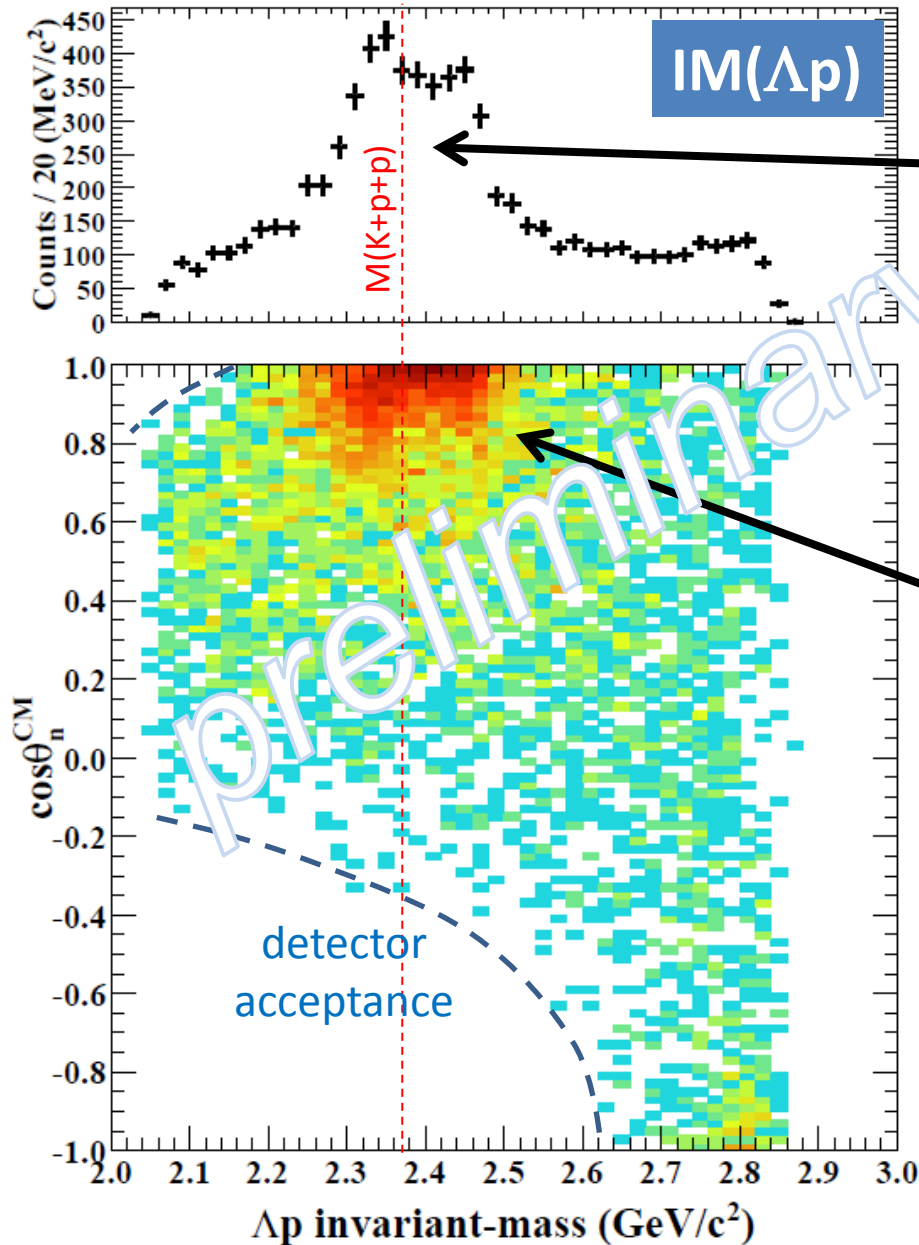 IM(Λp)
Counts / 20 (MeV/c²)
450
400
350
300
250
200
150
100
50
0
M(K+p+p)
preliminary
cosθₙᶜᴹ
1.0
0.8
0.6
0.4
0.2
0.0
-0.2
-0.4
-0.6
-0.8
-1.0
detector
acceptance
2.0 2.1 2.2 2.3 2.4 2.5 2.6 2.7 2.8 2.9 3.0
Λp invariant-mass (GeV/c²)